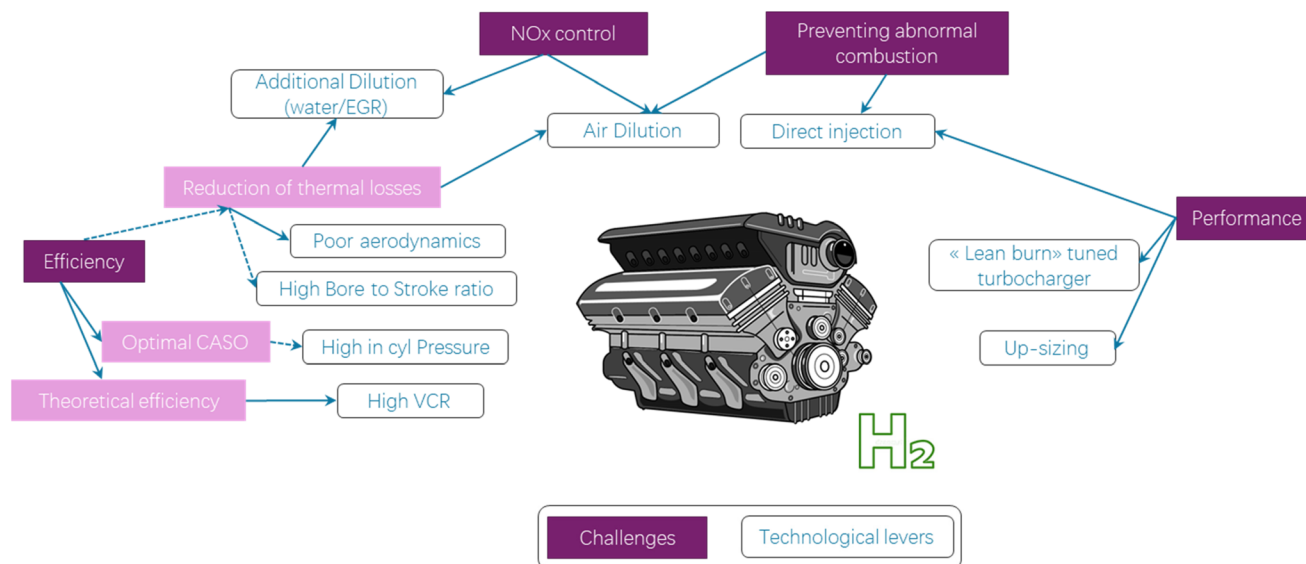 NOx control
Preventing abnormal
combustion
Additional Dilution
(water/EGR)
Air Dilution
Direct injection
Reduction of thermal losses
Performance
Poor aerodynamics
Efficiency
« Lean burn» tuned
turbocharger
High Bore to Stroke ratio
Optimal CASO
High in cyl Pressure
Up-sizing
Theoretical efficiency
High VCR
H2
Challenges
Technological levers